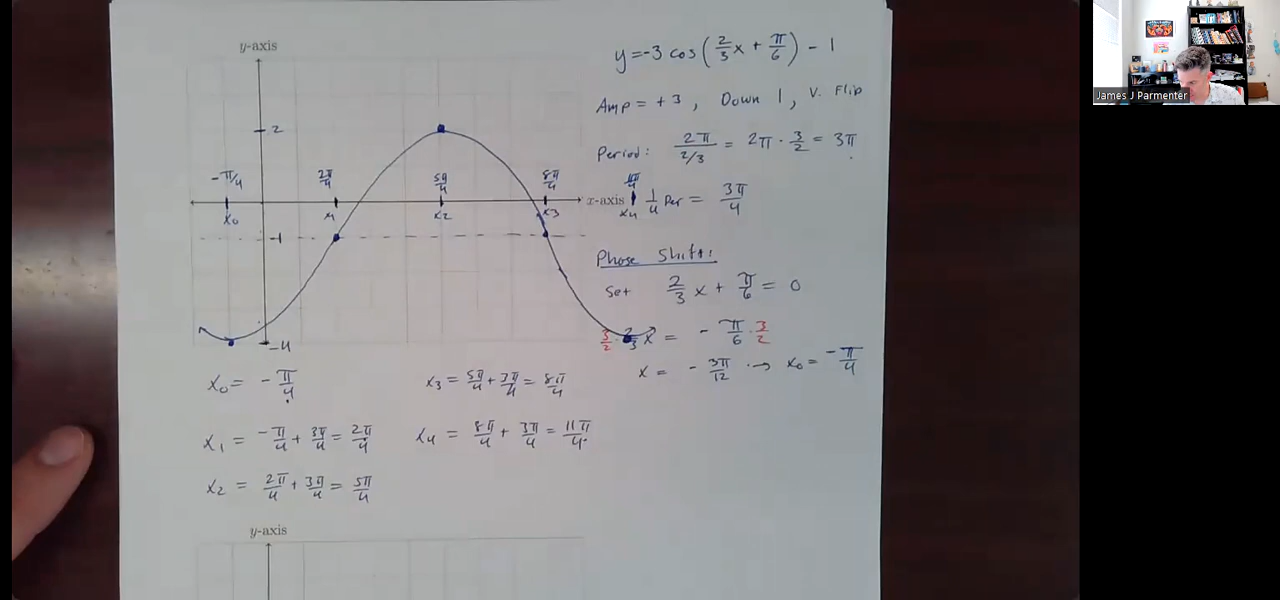 y-axis
y=-3 cos(2/3 x + π/6) - 1
Amp = +3, Down 1, V. Flip
Period: 2π / 2/3 = 2π · 3/2 = 3π
2
-π/4 2π/4 5π/4 8π/4 11π/4
x-axis
x0 x1 x2 x3 x4
1/4 Per = 3π/4
-1
Phase Shift:
Set 2/3 x + π/6 = 0
3/2 · 2/3 x = - π/6 · 3/2
-4
x = - 3π/12 → x0 = -π/4
x0 = - π/4
x3 = 5π/4 + 3π/4 = 8π/4
x1 = -π/4 + 3π/4 = 2π/4
x4 = 8π/4 + 3π/4 = 11π/4
x2 = 2π/4 + 3π/4 = 5π/4
y-axis
James J Parmenter